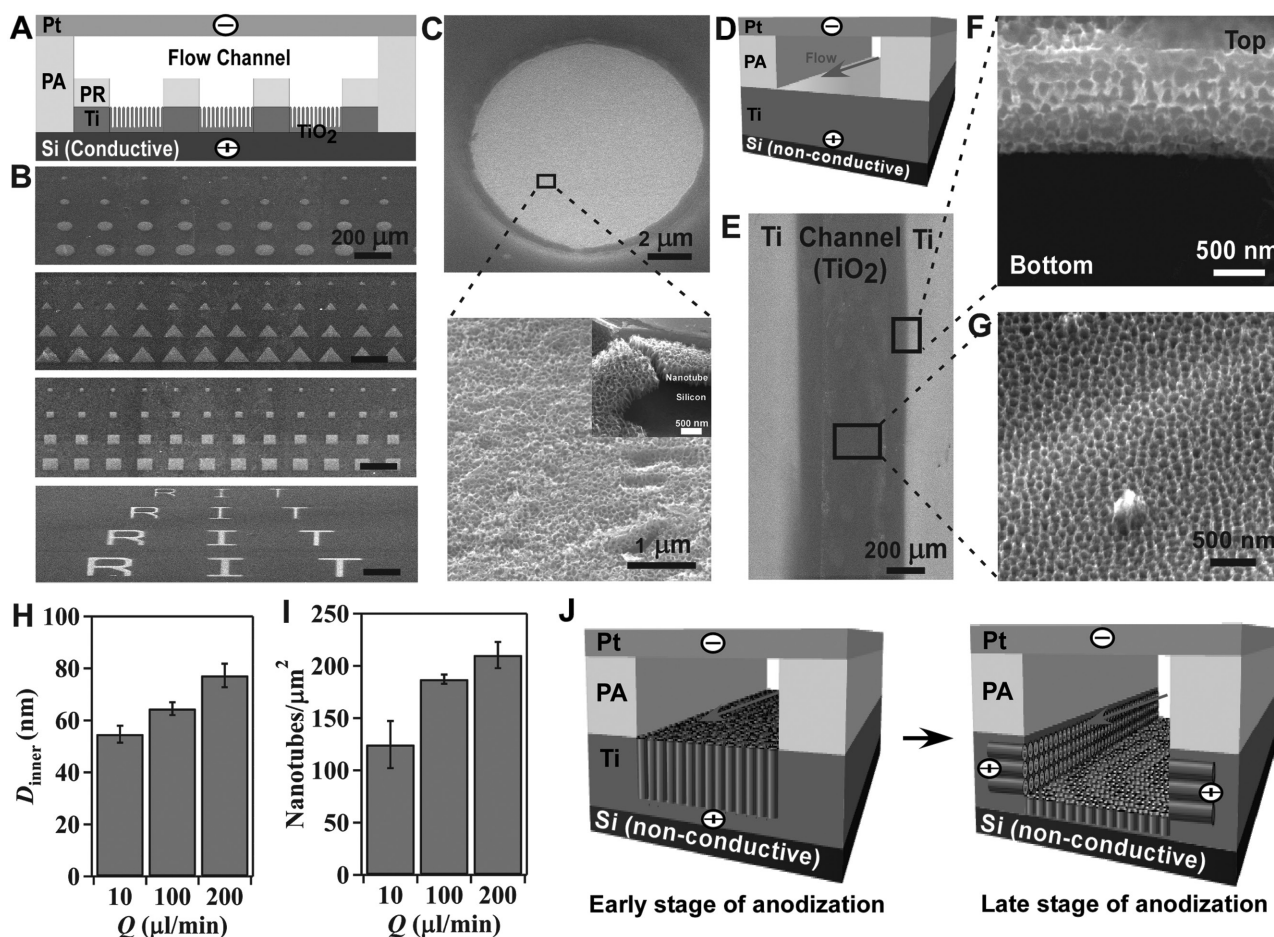 A
Pt
−
Flow Channel
PA
PR
Ti
TiO2
Si (Conductive)
+
B
200 μm
R I T
R I T
R I T
R I T
C
2 μm
Nanotube
Silicon
500 nm
1 μm
D
−
PA
Flow
Ti
+
Si (non-conductive)
E
Ti
Channel
(TiO2)
Ti
200 μm
F
Top
Bottom
500 nm
G
500 nm
H
100
80
60
40
20
0
Dinner (nm)
10 100 200
Q (μl/min)
I
250
200
150
100
50
0
Nanotubes/μm2
10 100 200
Q (μl/min)
J
Pt
−
PA
Ti
+
Si (non-conductive)
Early stage of anodization
Pt
−
PA
+
+
Si (non-conductive)
Late stage of anodization